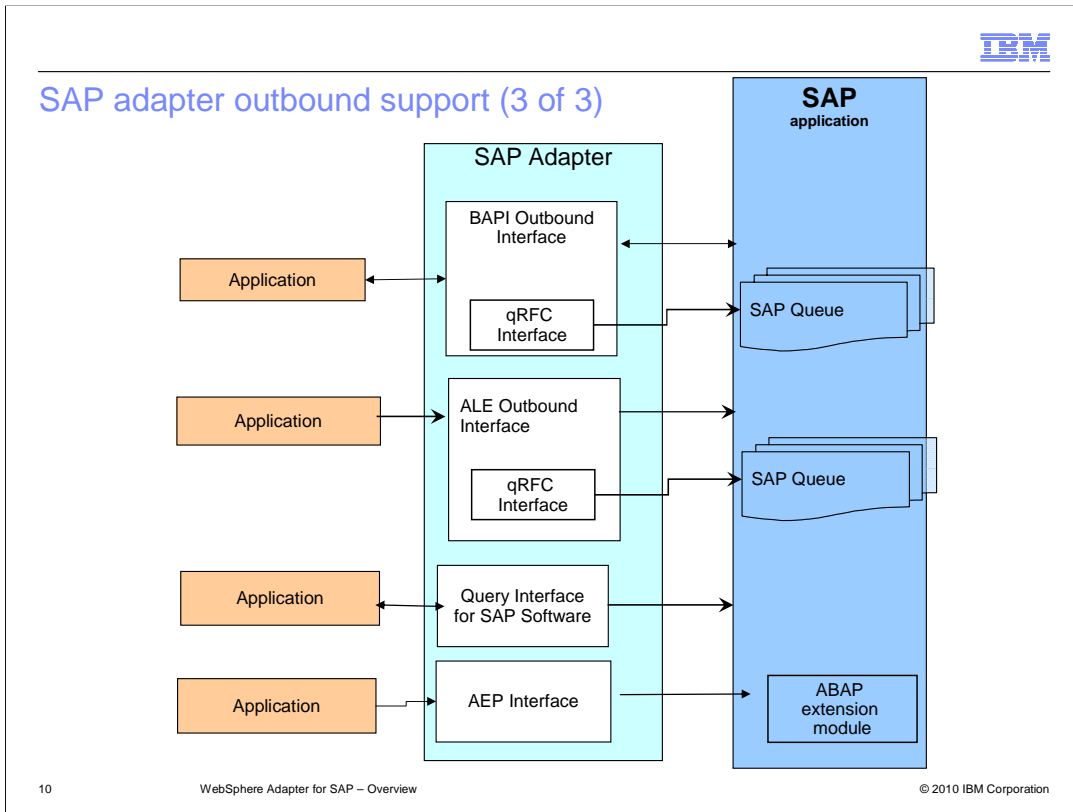 IBM
SAP adapter outbound support (3 of 3)
SAP
application
SAP Adapter
BAPI Outbound
Interface
Application
qRFC
Interface
SAP Queue
Application
ALE Outbound
Interface
qRFC
Interface
SAP Queue
Application
Query Interface
for SAP Software
Application
AEP Interface
ABAP
extension
module
10
WebSphere Adapter for SAP – Overview
© 2010 IBM Corporation